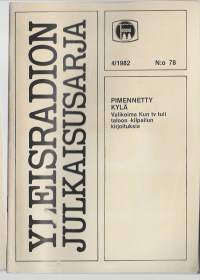 YLEISRADION
JULKAISUSARJA
4/1982 N:o 78
PIMENNETTY
KYLÄ
Valikoima Kun tv tuli
taloon -kilpailun
kirjoituksia